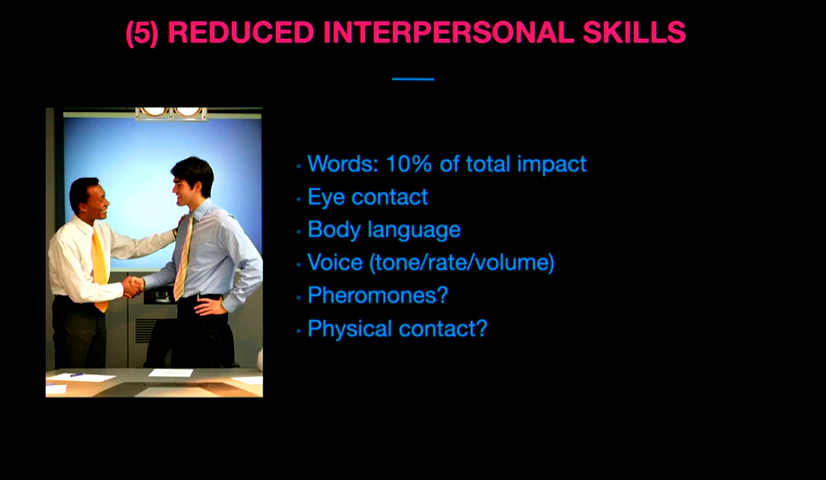 (5) REDUCED INTERPERSONAL SKILLS
• Words: 10% of total impact
• Eye contact
• Body language
• Voice (tone/rate/volume)
• Pheromones?
• Physical contact?